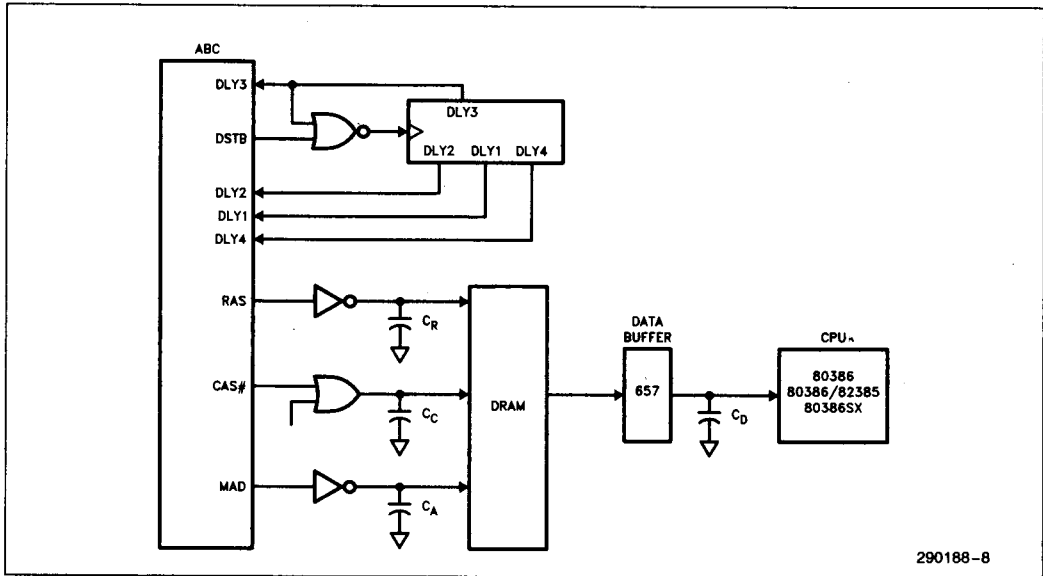 ABC
DLY3
DLY3
DSTB
DLY2 DLY1 DLY4
DLY2
DLY1
DLY4
RAS
C_R
DATA
BUFFER
CPU
CAS#
C_C
DRAM
657
C_D
80386
80386/82385
80386SX
MAD
C_A
290188-8